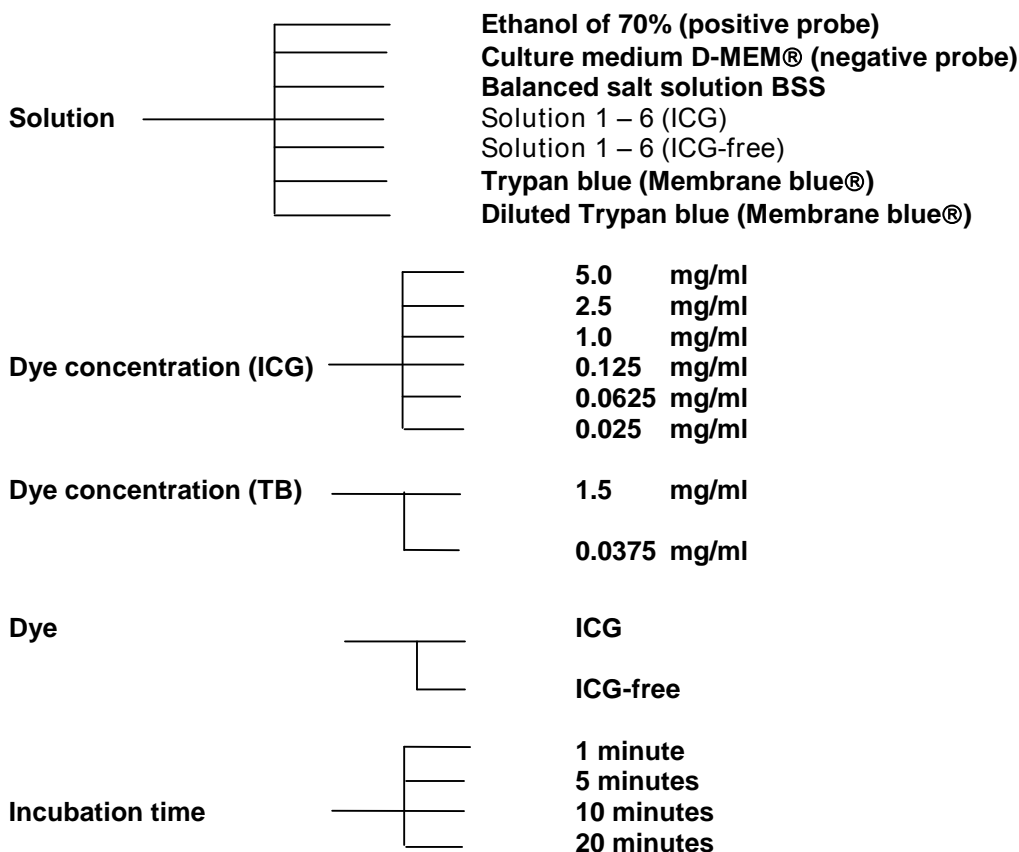 Ethanol of 70% (positive probe)
Culture medium D-MEM® (negative probe)
Balanced salt solution BSS
Solution
Solution 1 – 6 (ICG)
Solution 1 – 6 (ICG-free)
Trypan blue (Membrane blue®)
Diluted Trypan blue (Membrane blue®)
5.0 mg/ml
2.5 mg/ml
1.0 mg/ml
Dye concentration (ICG)
0.125 mg/ml
0.0625 mg/ml
0.025 mg/ml
Dye concentration (TB)
1.5 mg/ml
0.0375 mg/ml
Dye
ICG
ICG-free
1 minute
5 minutes
Incubation time
10 minutes
20 minutes